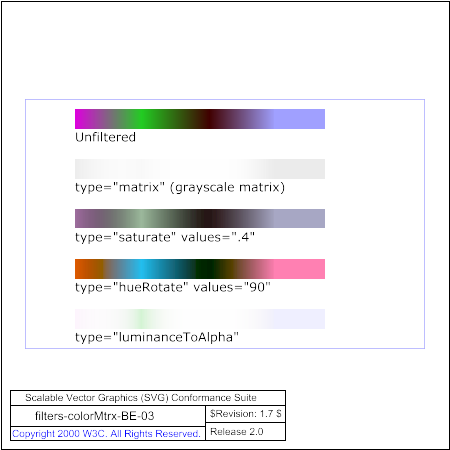 Unfiltered
type="matrix" (grayscale matrix)
type="saturate" values=".4"
type="hueRotate" values="90"
type="luminanceToAlpha"
Scalable Vector Graphics (SVG) Conformance Suite
filters-colorMtrx-BE-03
$Revision: 1.7 $
Copyright 2000 W3C. All Rights Reserved.
Release 2.0